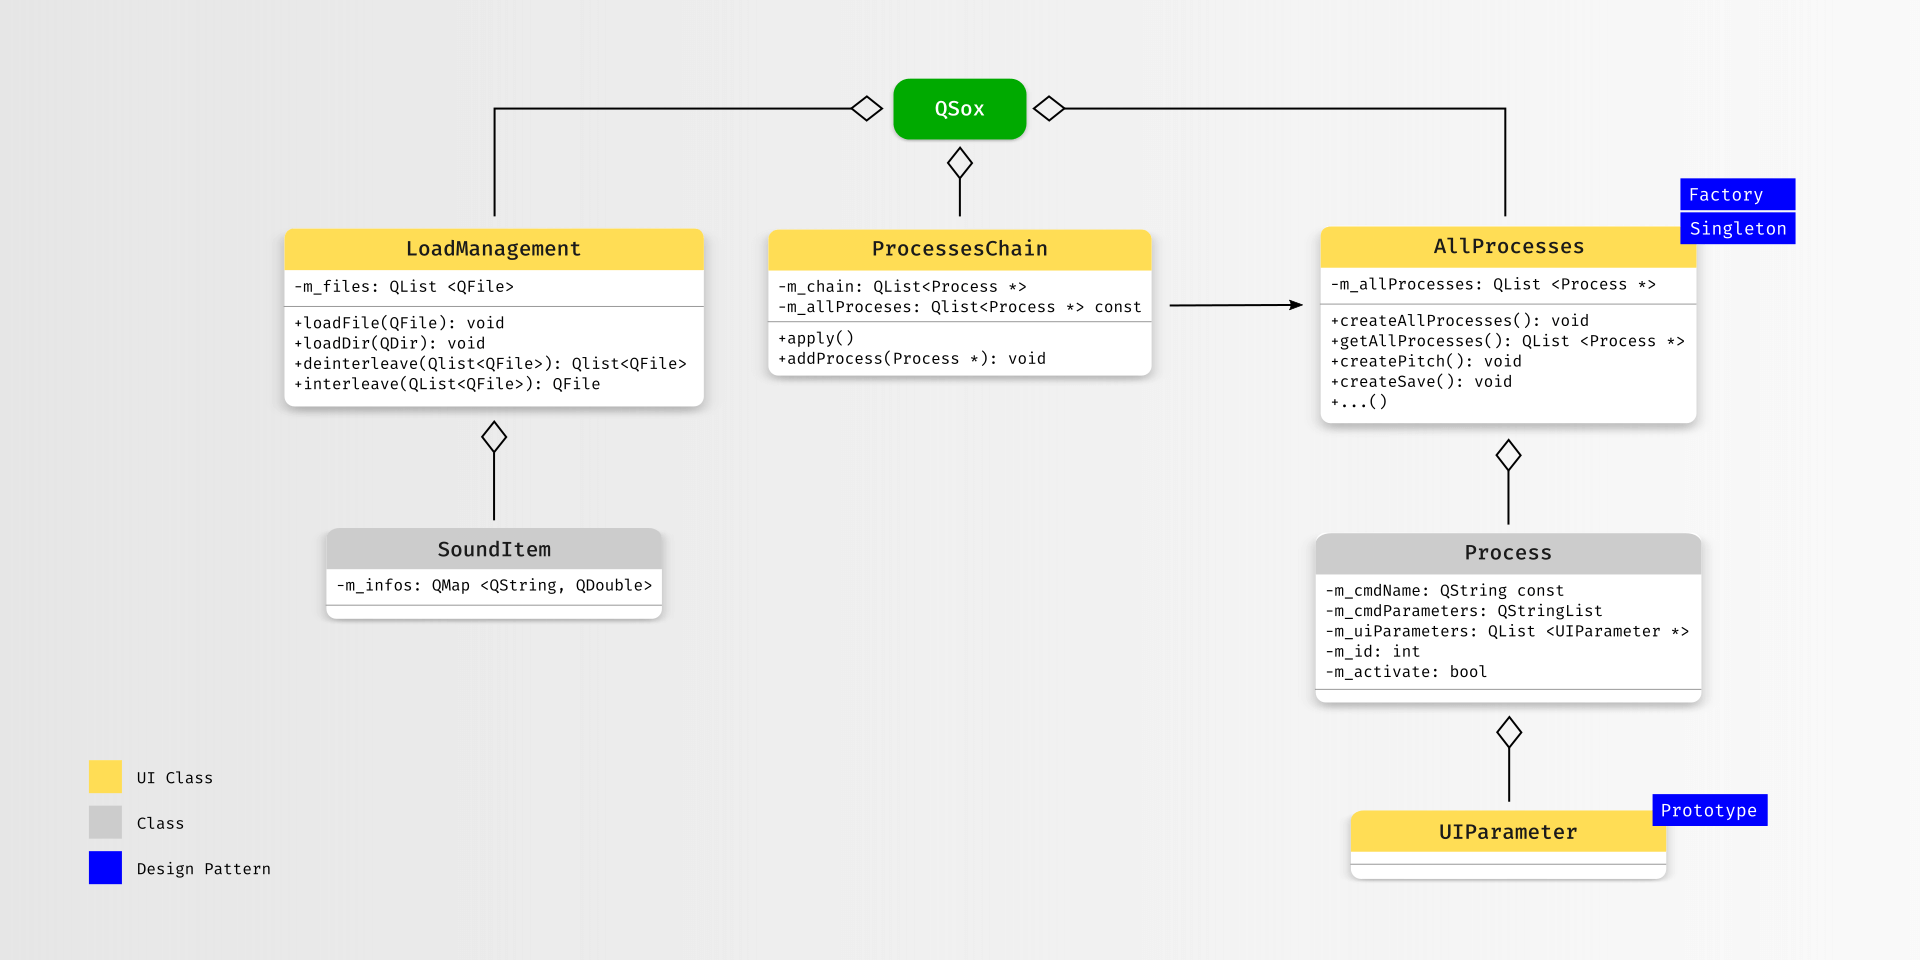 QSox
Factory
Singleton
LoadManagement
-m_files: QList <QFile>
+loadFile(QFile): void
+loadDir(QDir): void
+deinterleave(Qlist<QFile>): Qlist<QFile>
+interleave(QList<QFile>): QFile
ProcessesChain
-m_chain: QList<Process *>
-m_allProceses: Qlist<Process *> const
+apply()
+addProcess(Process *): void
AllProcesses
-m_allProcesses: QList <Process *>
+createAllProcesses(): void
+getAllProcesses(): QList <Process *>
+createPitch(): void
+createSave(): void
+...()
SoundItem
-m_infos: QMap <QString, QDouble>
Process
-m_cmdName: QString const
-m_cmdParameters: QStringList
-m_uiParameters: QList <UIParameter *>
-m_id: int
-m_activate: bool
Prototype
UIParameter
UI Class
Class
Design Pattern